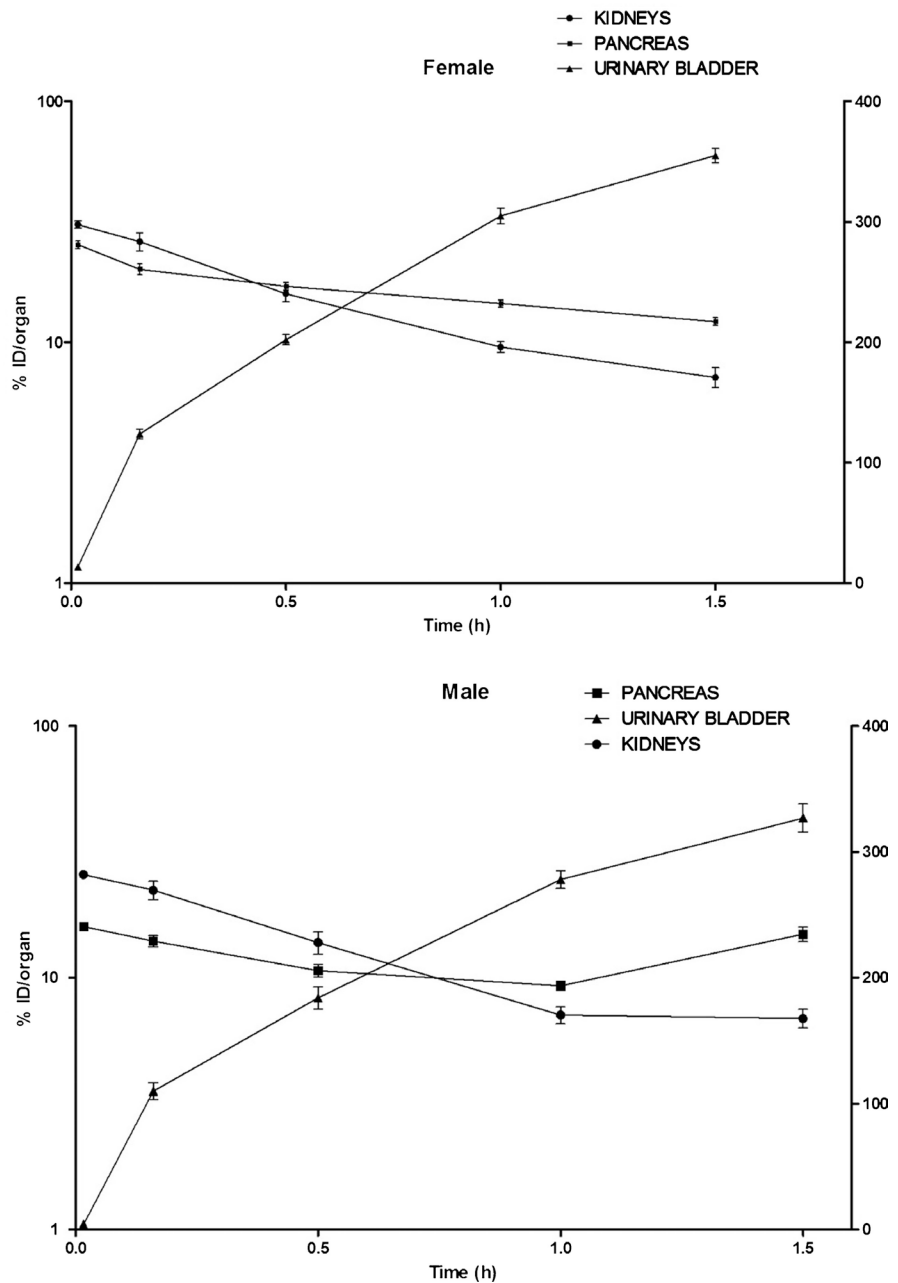 KIDNEYS
PANCREAS
URINARY BLADDER
Female
100
10
1
% ID/organ
400
300
200
100
0
0.0 0.5 1.0 1.5
Time (h)
Male
PANCREAS
URINARY BLADDER
KIDNEYS
100
10
1
% ID/organ
400
300
200
100
0
0.0 0.5 1.0 1.5
Time (h)